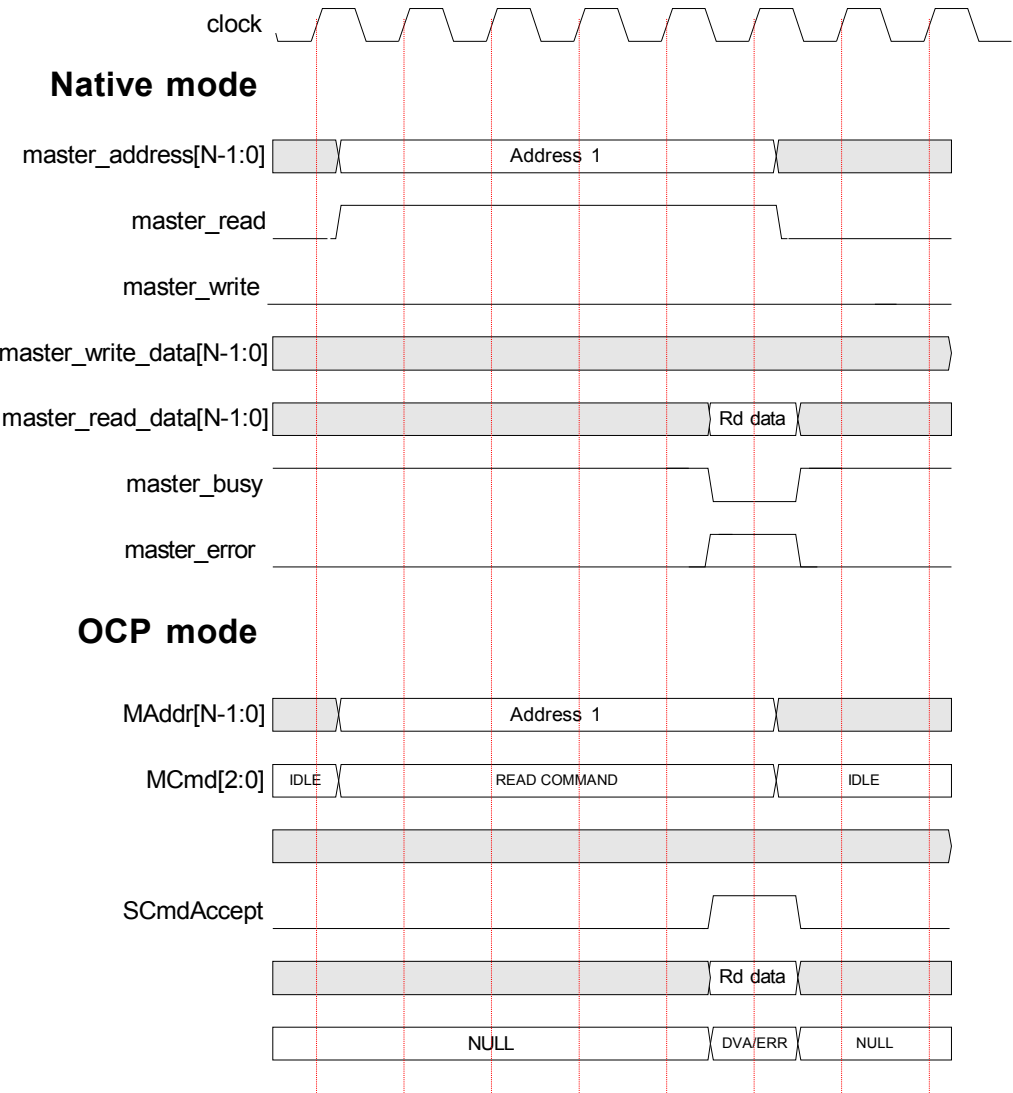 clock
Native mode
master_address[N-1:0] Address 1
master_read
master_write
master_write_data[N-1:0]
master_read_data[N-1:0] Rd data
master_busy
master_error
OCP mode
MAddr[N-1:0] Address 1
MCmd[2:0] IDLE READ COMMAND IDLE
SCmdAccept
Rd data
NULL DVA/ERR NULL